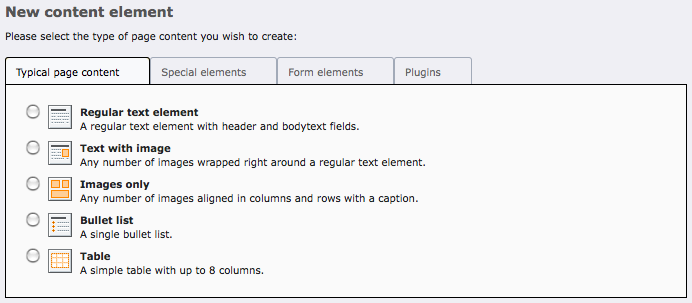 New content element
Please select the type of page content you wish to create:
Typical page content Special elements Form elements Plugins
Regular text element
A regular text element with header and bodytext fields.
Text with image
Any number of images wrapped right around a regular text element.
Images only
Any number of images aligned in columns and rows with a caption.
Bullet list
A single bullet list.
Table
A simple table with up to 8 columns.